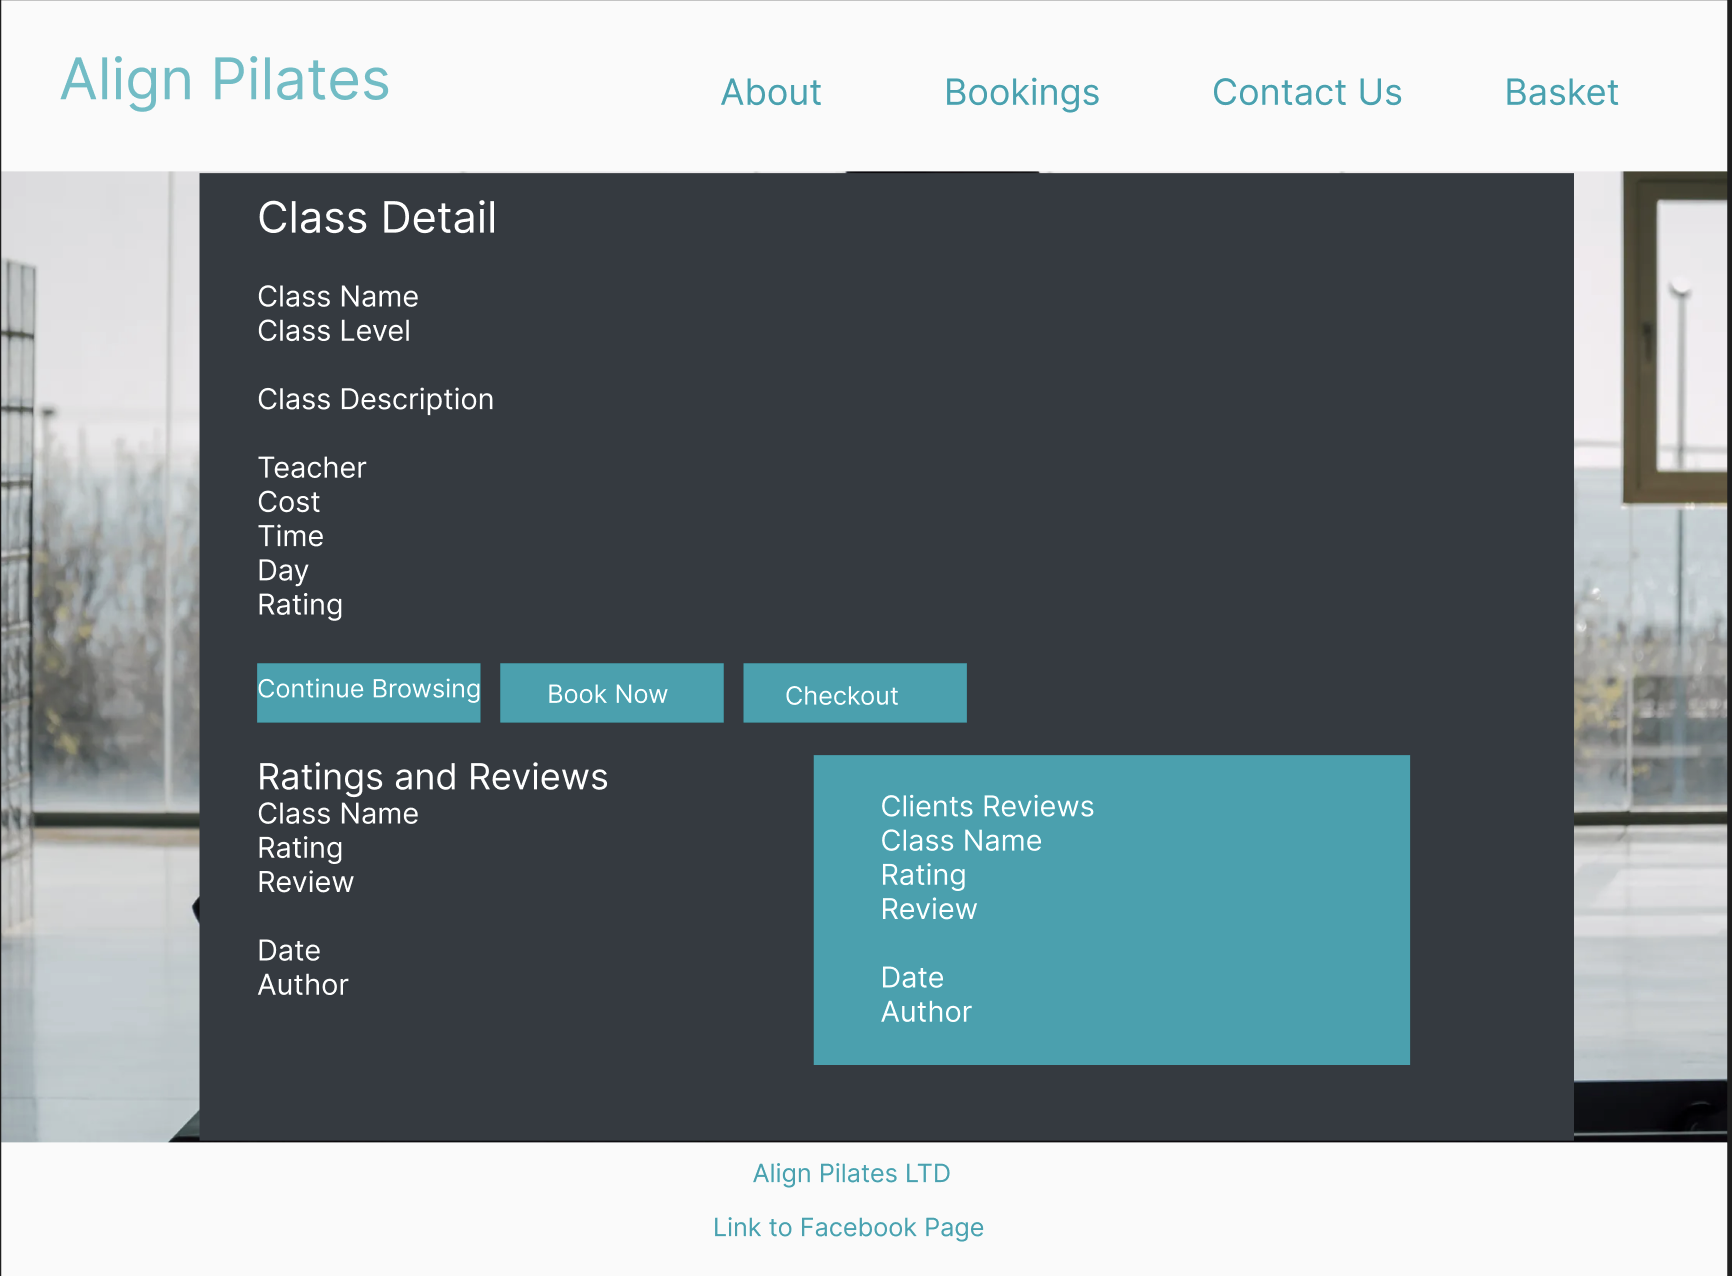 Align Pilates
About
Bookings
Contact Us
Basket
Class Detail
Class Name
Class Level
Class Description
Teacher
Cost
Time
Day
Rating
Continue Browsing
Book Now
Checkout
Ratings and Reviews
Class Name
Rating
Review
Date
Author
Clients Reviews
Class Name
Rating
Review
Date
Author
Align Pilates LTD
Link to Facebook Page